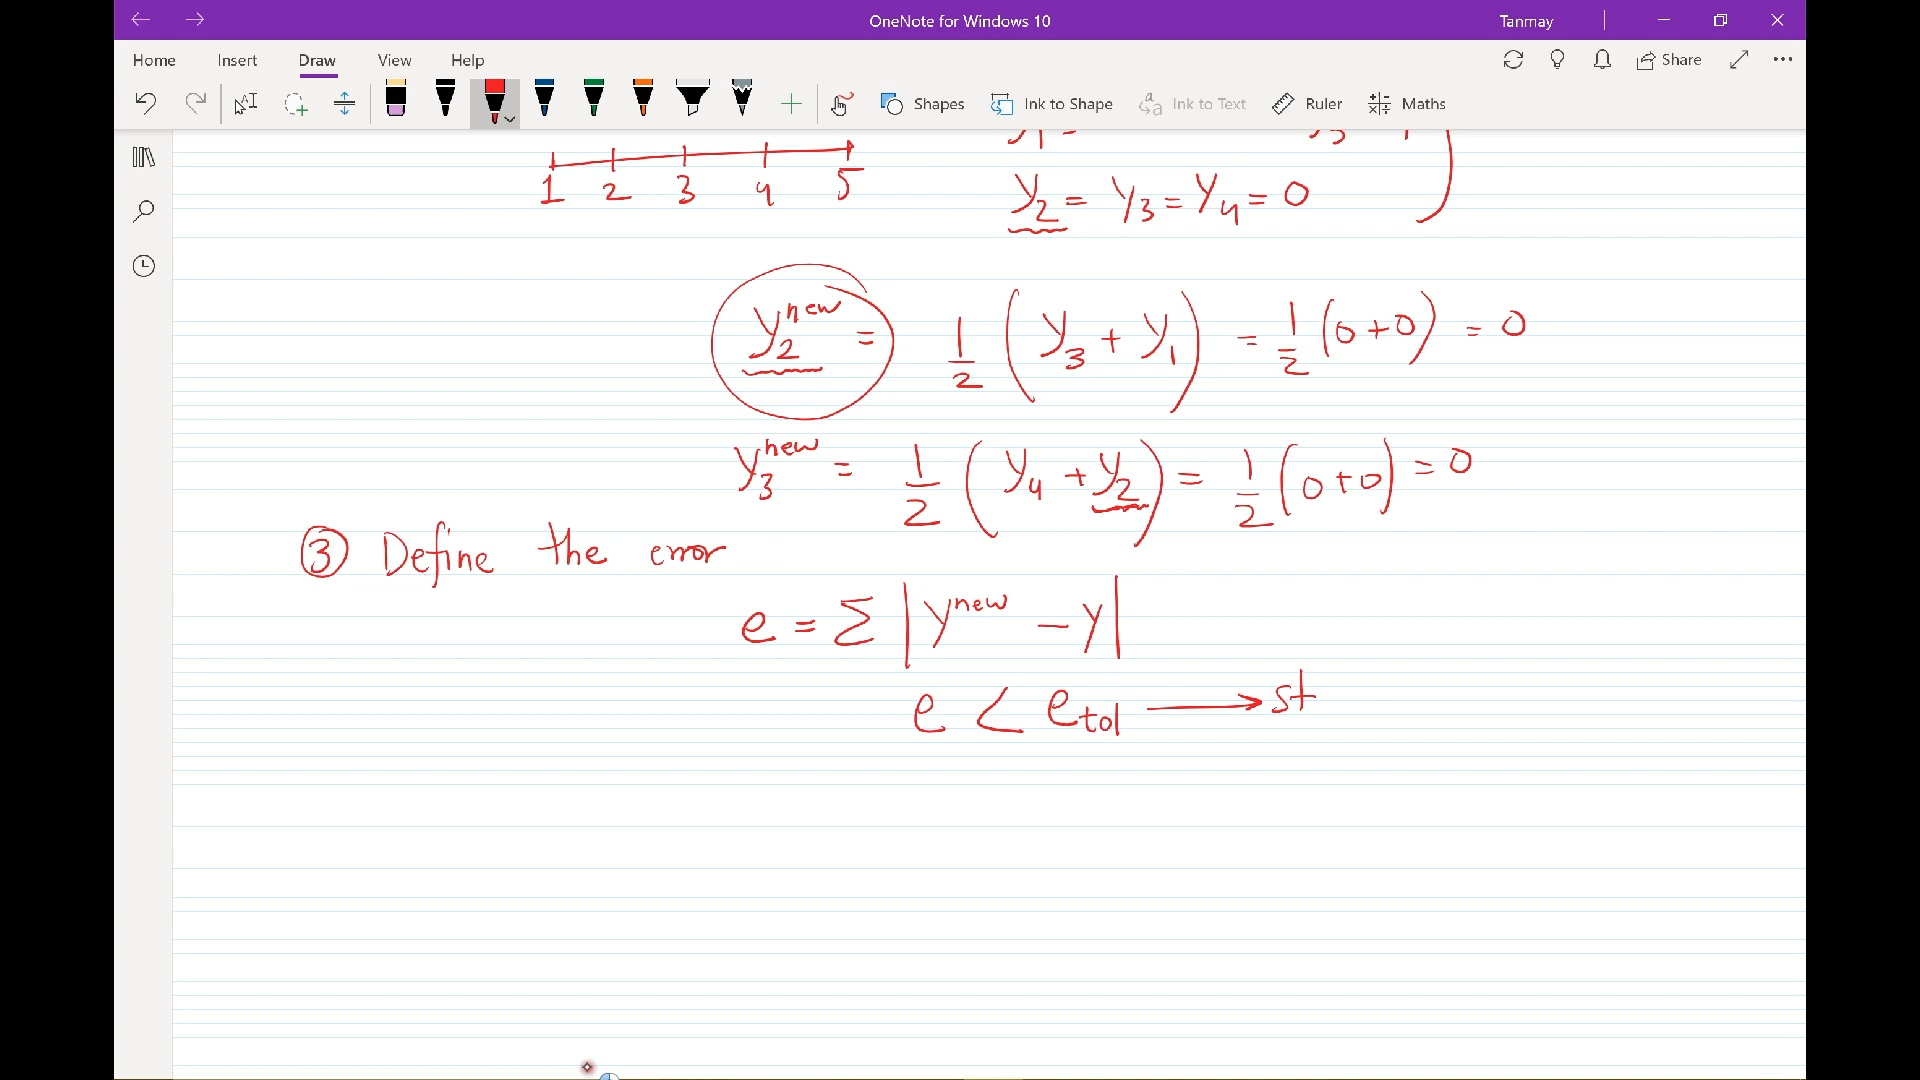 OneNote for Windows 10
Tanmay
Home Insert Draw View Help
Share
Shapes Ink to Shape Ink to Text Ruler Maths
1 2 3 4 5
y₂ = y₃ = y₄ = 0
y₂ⁿᵉʷ = 1/2 (y₃ + y₁) = 1/2 (0+0) = 0
y₃ⁿᵉʷ = 1/2 (y₄ + y₂) = 1/2 (0+0) = 0
③ Define the error
e = Σ |yⁿᵉʷ − y|
e < e_tol → st